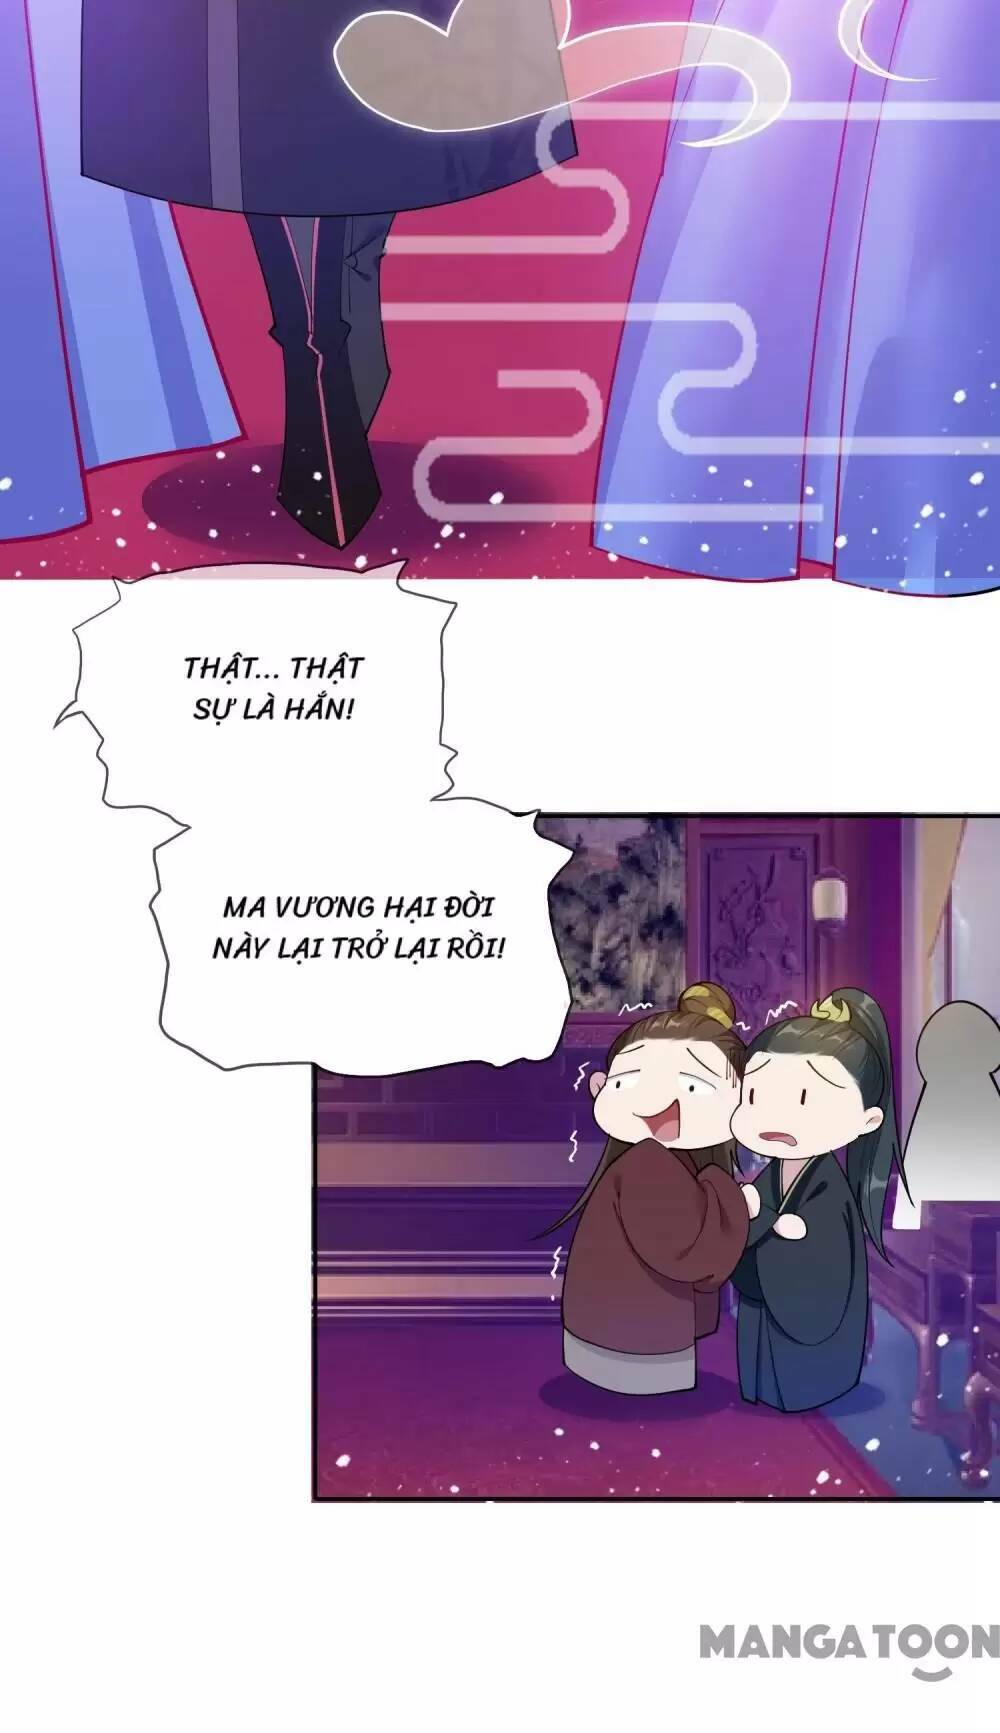 THẬT... THẬT
SỰ LÀ HẮN!
MA VƯƠNG HẠI ĐỜI
NÀY LẠI TRỞ LẠI RỒI!
MANGATOON